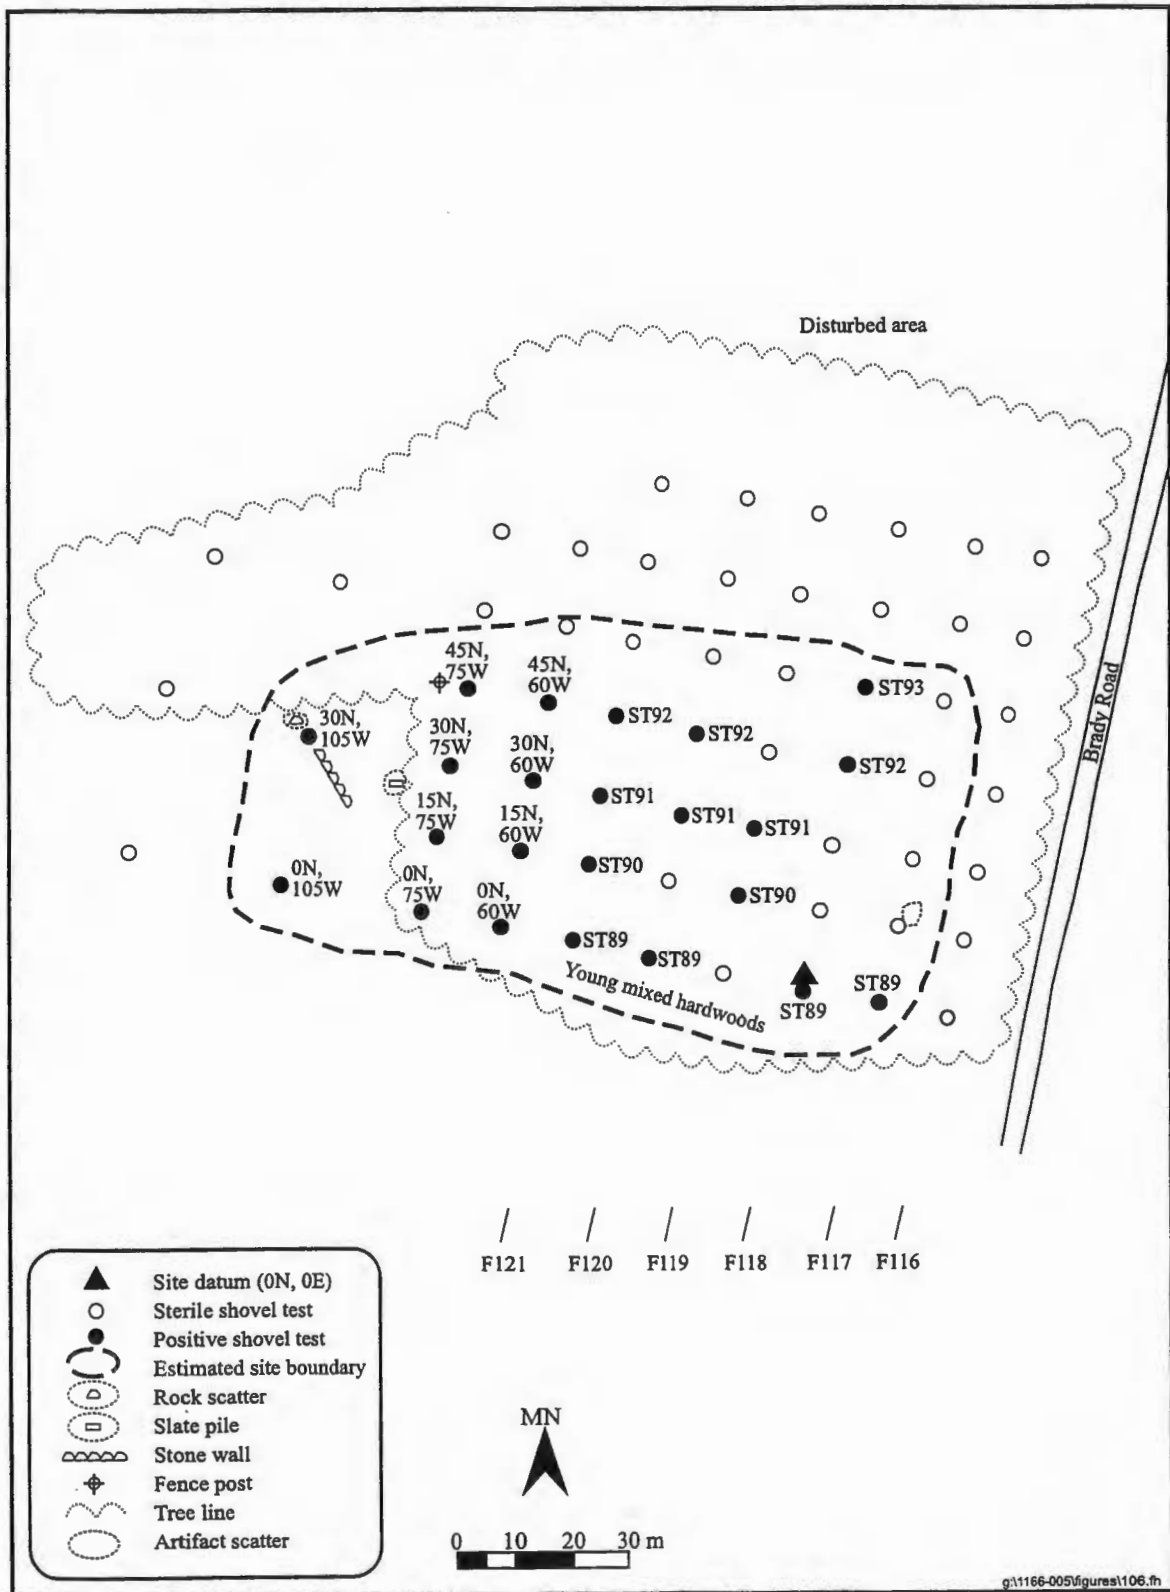 Disturbed area
45N,
75W
45N,
60W
ST93
30N,
105W
ST92
ST92
30N,
75W
30N,
60W
ST92
Brady Road
ST91
15N,
75W
15N,
60W
ST91
ST91
0N,
105W
0N,
75W
ST90
ST90
0N,
60W
ST89
ST89
Young mixed hardwoods
ST89
ST89
F121 F120 F119 F118 F117 F116
Site datum (0N, 0E)
Sterile shovel test
Positive shovel test
Estimated site boundary
Rock scatter
Slate pile
Stone wall
Fence post
Tree line
Artifact scatter
MN
0 10 20 30 m
g:\1166-005\figures\106.fh